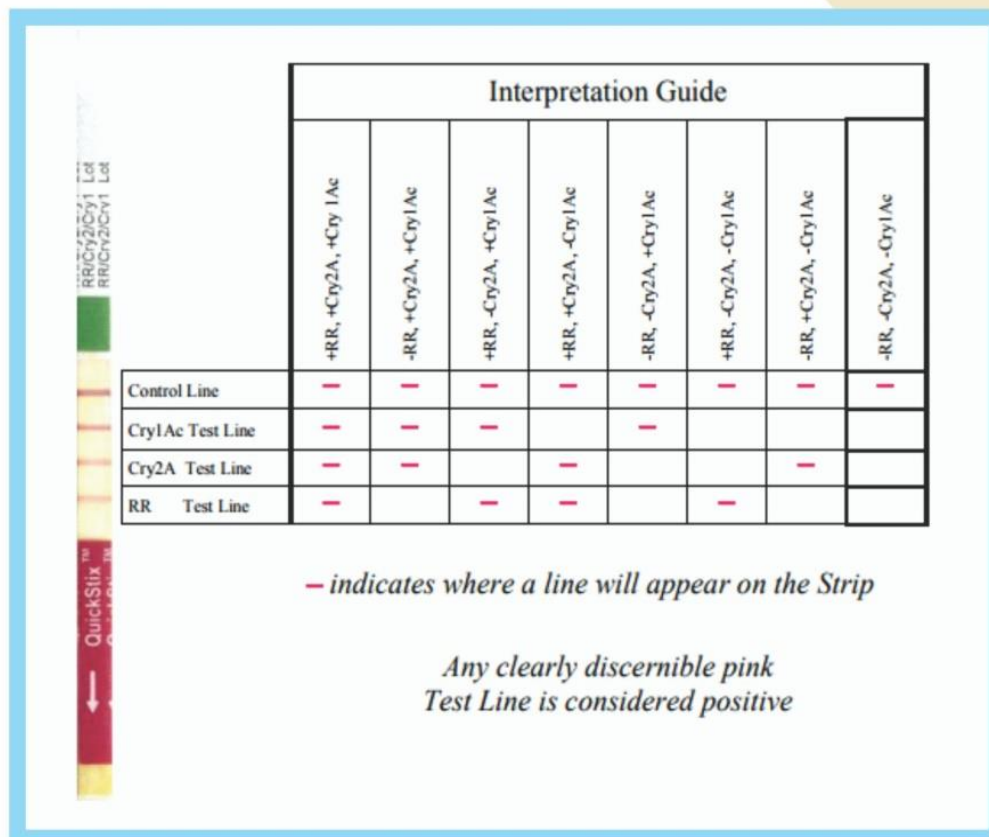 RR/Cry2/Cry1 Lot
RR/Cry2/Cry1 Lot
Interpretation Guide
+RR, +Cry2A, +Cry 1Ac
-RR, +Cry2A, +Cry1Ac
+RR, -Cry2A, +Cry1Ac
+RR, +Cry2A, -Cry1Ac
-RR, -Cry2A, +Cry1Ac
+RR, -Cry2A, -Cry1Ac
-RR, +Cry2A, -Cry1Ac
-RR, -Cry2A, -Cry1Ac
Control Line
Cry1Ac Test Line
Cry2A Test Line
RR Test Line
QuickStix™
– indicates where a line will appear on the Strip
Any clearly discernible pink
Test Line is considered positive